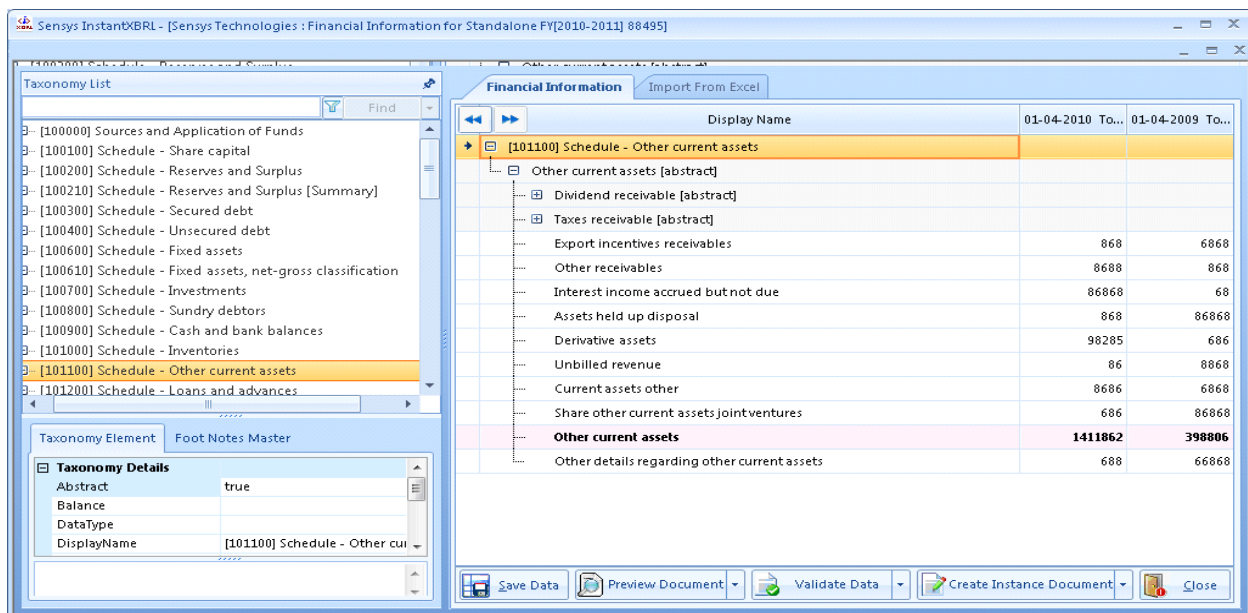 Sensys InstantXBRL - [Sensys Technologies : Financial Information for Standalone FY[2010-2011] 88495]
Taxonomy List
Find
[100000] Sources and Application of Funds
[100100] Schedule - Share capital
[100200] Schedule - Reserves and Surplus
[100210] Schedule - Reserves and Surplus [Summary]
[100300] Schedule - Secured debt
[100400] Schedule - Unsecured debt
[100600] Schedule - Fixed assets
[100610] Schedule - Fixed assets, net-gross classification
[100700] Schedule - Investments
[100800] Schedule - Sundry debtors
[100900] Schedule - Cash and bank balances
[101000] Schedule - Inventories
[101100] Schedule - Other current assets
[101200] Schedule - Loans and advances
Taxonomy Element Foot Notes Master
Taxonomy Details
Abstract true
Balance
DataType
DisplayName [101100] Schedule - Other cur
Financial Information Import From Excel
Display Name 01-04-2010 To... 01-04-2009 To...
[101100] Schedule - Other current assets
Other current assets [abstract]
Dividend receivable [abstract]
Taxes receivable [abstract]
Export incentives receivables 868 6868
Other receivables 8688 868
Interest income accrued but not due 86868 68
Assets held up disposal 868 86868
Derivative assets 98285 686
Unbilled revenue 86 8868
Current assets other 8686 6868
Share other current assets joint ventures 686 86868
Other current assets 1411862 398806
Other details regarding other current assets 688 66868
Save Data Preview Document Validate Data Create Instance Document Close